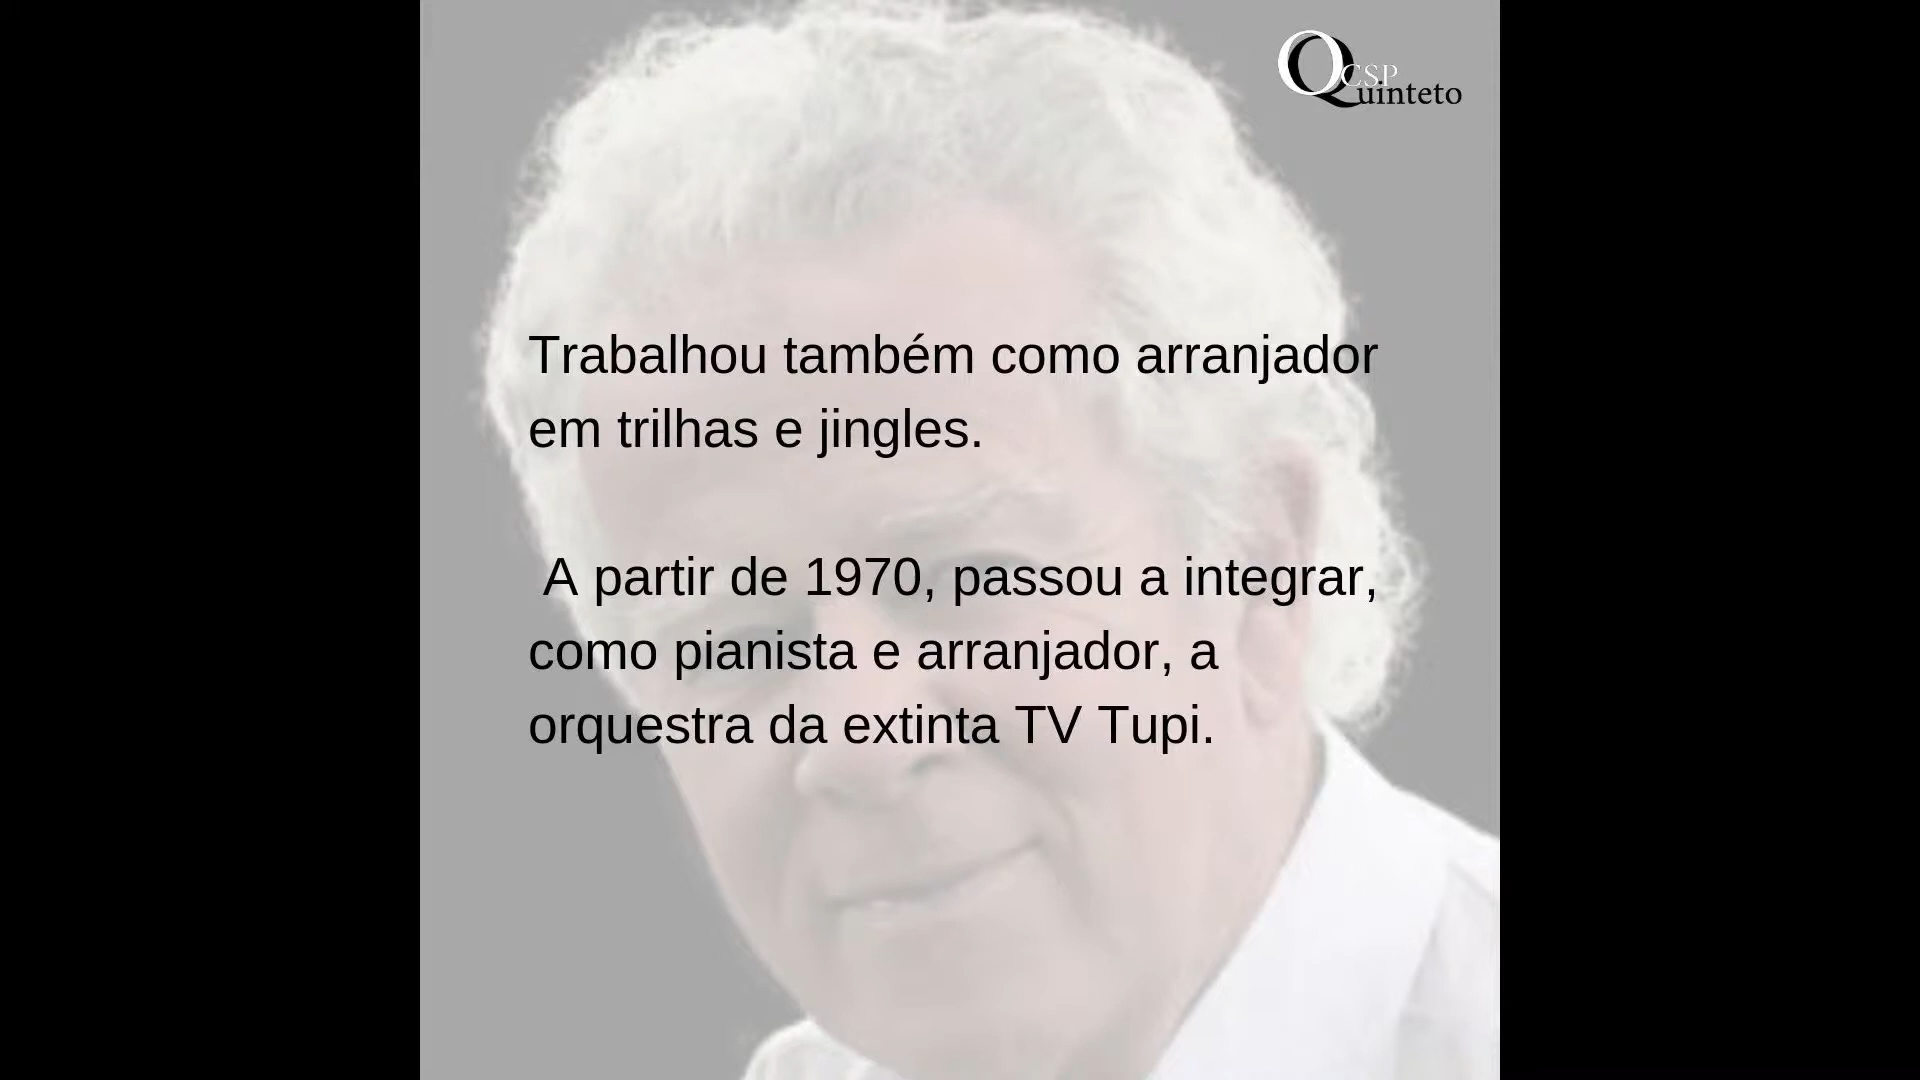 QCSP
Quinteto
Trabalhou também como arranjador
em trilhas e jingles.
A partir de 1970, passou a integrar,
como pianista e arranjador, a
orquestra da extinta TV Tupi.